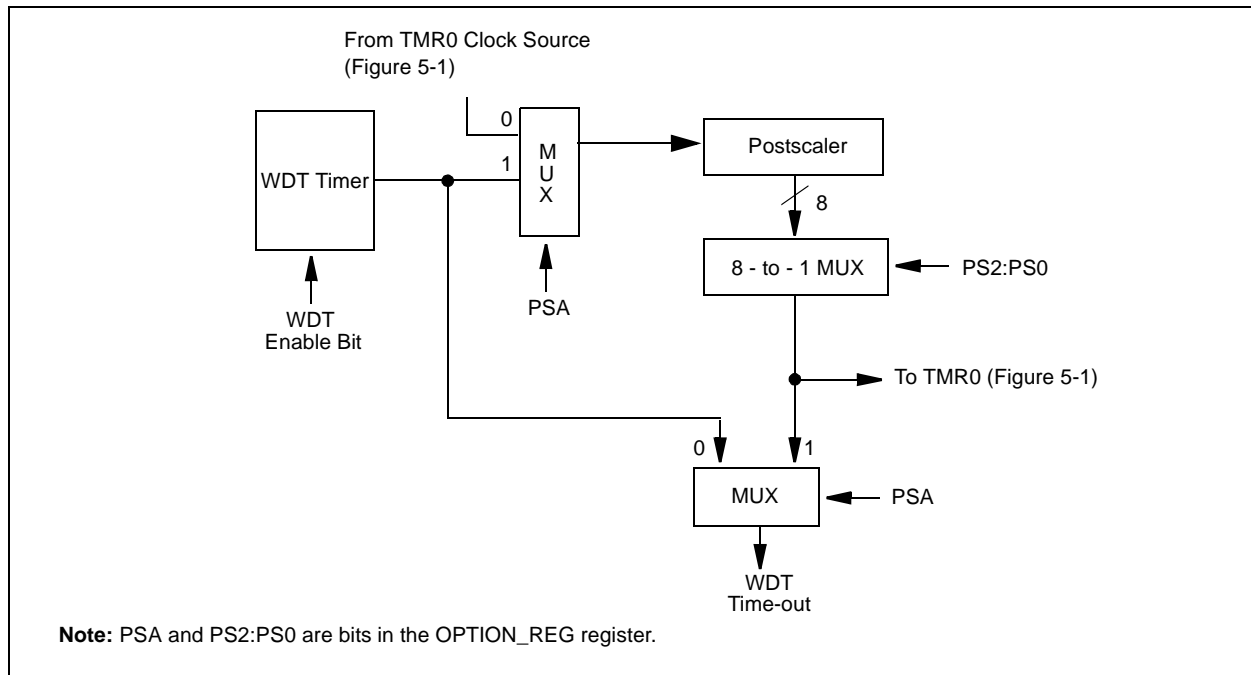 From TMR0 Clock Source
(Figure 5-1)
0
1
M
U
X
WDT Timer
Postscaler
8
8 - to - 1 MUX
PS2:PS0
PSA
WDT
Enable Bit
To TMR0 (Figure 5-1)
0
1
MUX
PSA
WDT
Time-out
Note: PSA and PS2:PS0 are bits in the OPTION_REG register.